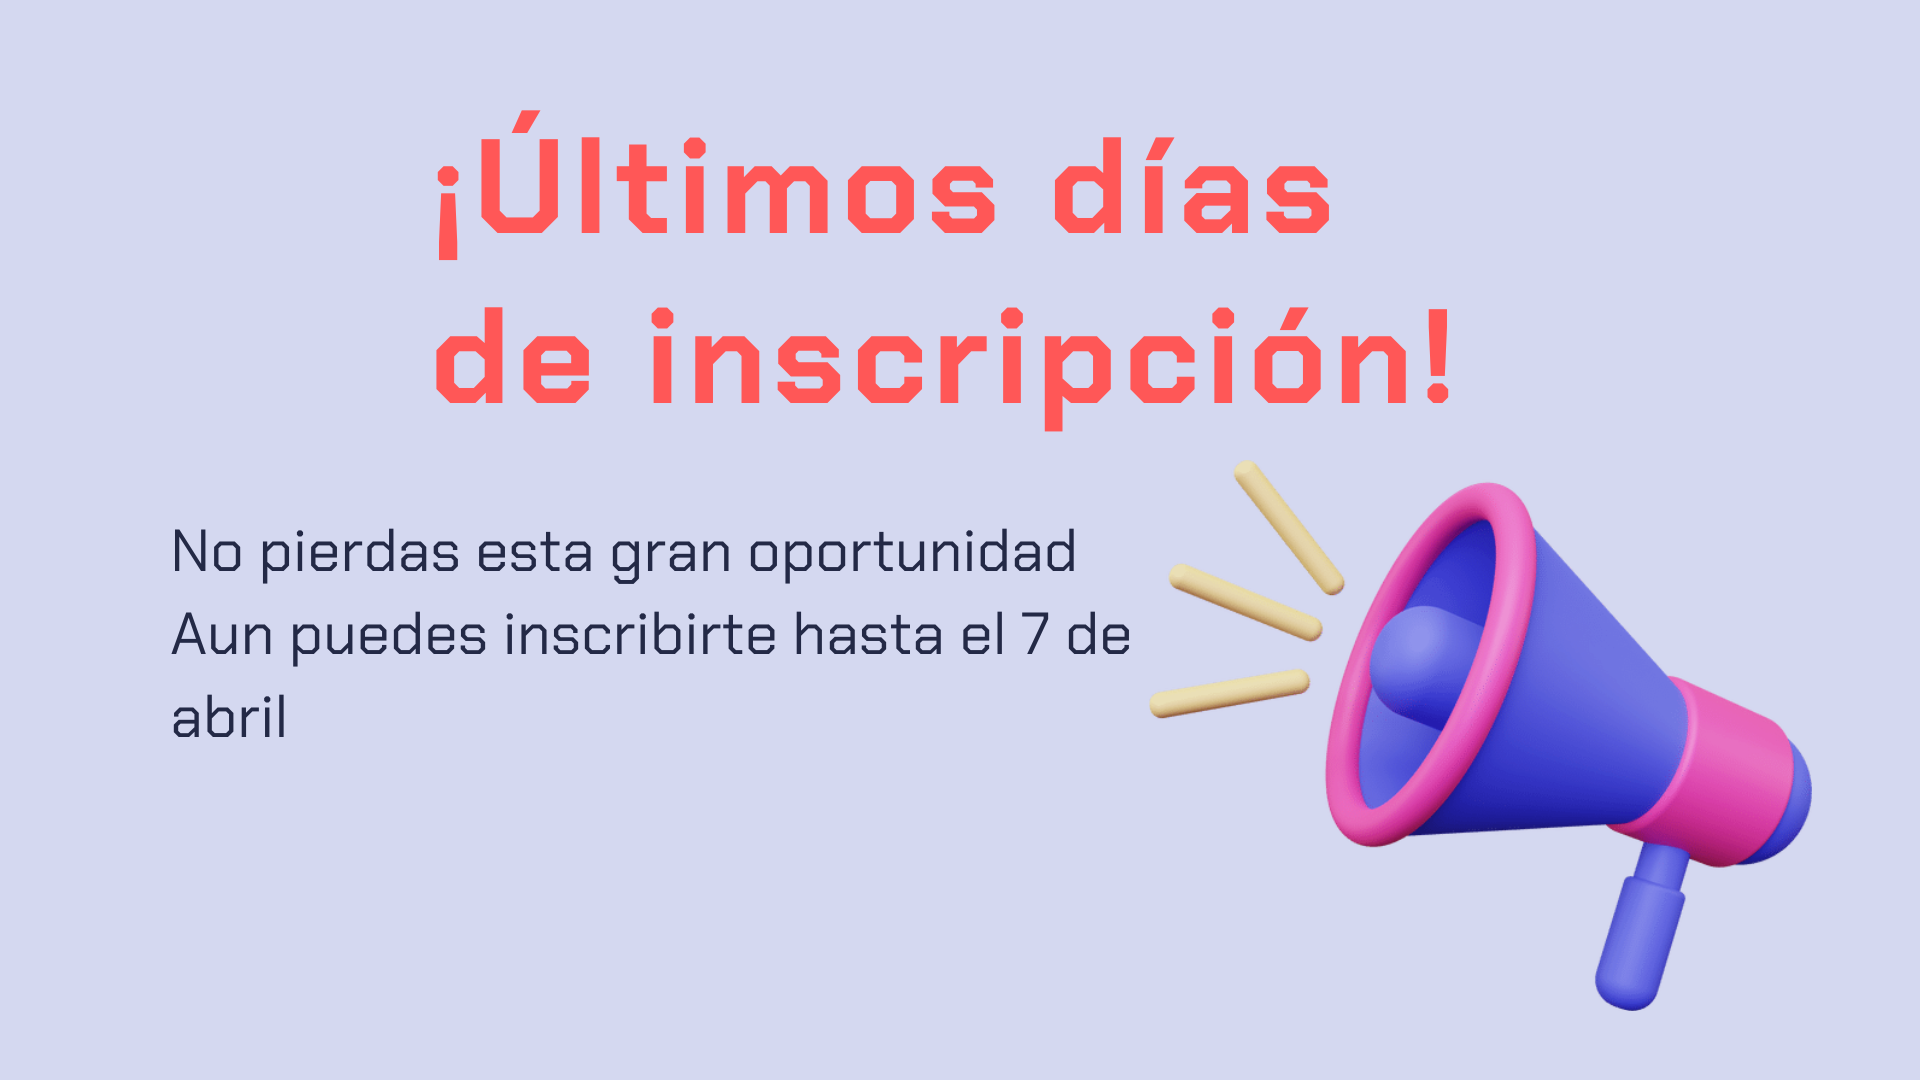 ¡Últimos días
de inscripción!
No pierdas esta gran oportunidad
Aun puedes inscribirte hasta el 7 de
abril